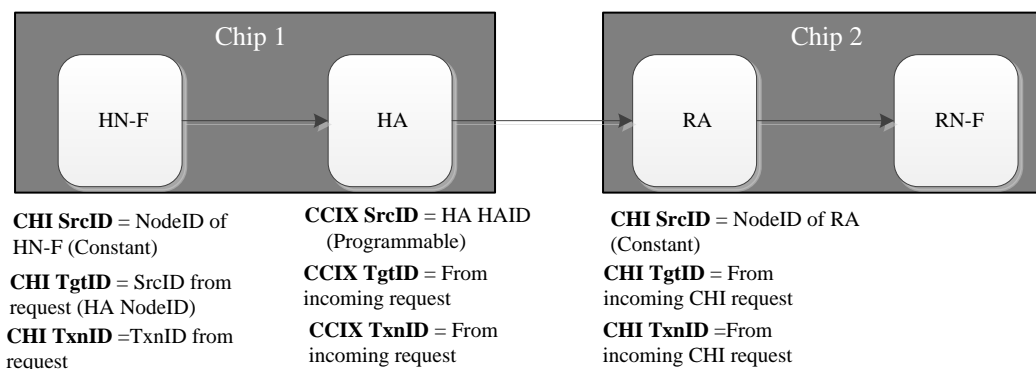 Chip 1
Chip 2
HN-F
HA
RA
RN-F
CHI SrcID = NodeID of
HN-F (Constant)
CHI TgtID = SrcID from
request (HA NodeID)
CHI TxnID =TxnID from
request
CCIX SrcID = HA HAID
(Programmable)
CCIX TgtID = From
incoming request
CCIX TxnID = From
incoming request
CHI SrcID = NodeID of RA
(Constant)
CHI TgtID = From
incoming CHI request
CHI TxnID =From
incoming CHI request